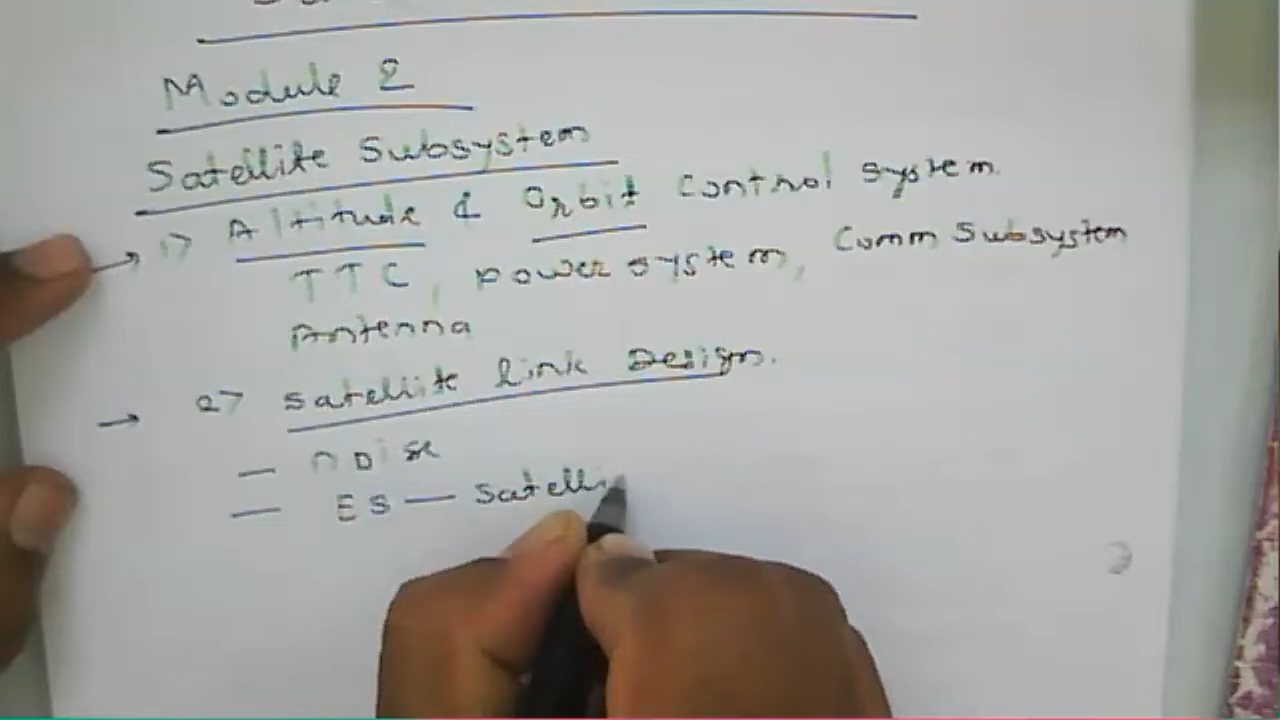 Module 2
Satellite Subsystem
→ 1> Altitude & Orbit Control System
TTC, power system, Comm Subsystem
Antenna
→ 2> Satellite link Design.
— noise
— ES — Satelli